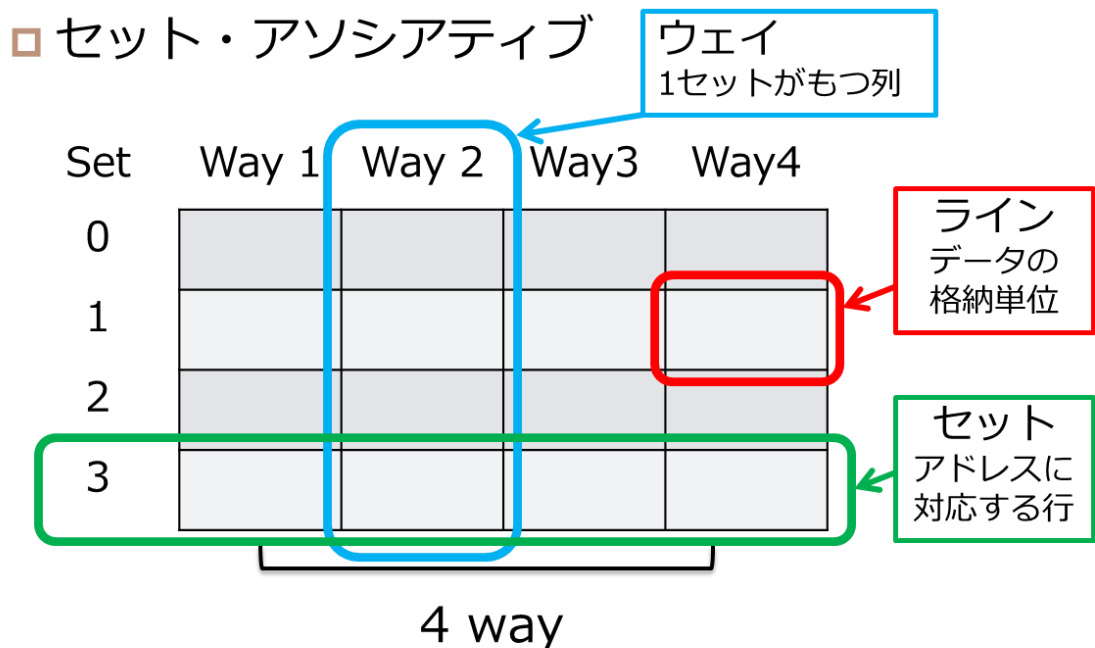 セット・アソシアティブ
ウェイ
1セットがもつ列
Set Way 1 Way 2 Way3 Way4
0
1
2
3
ライン
データの
格納単位
セット
アドレスに
対応する行
4 way